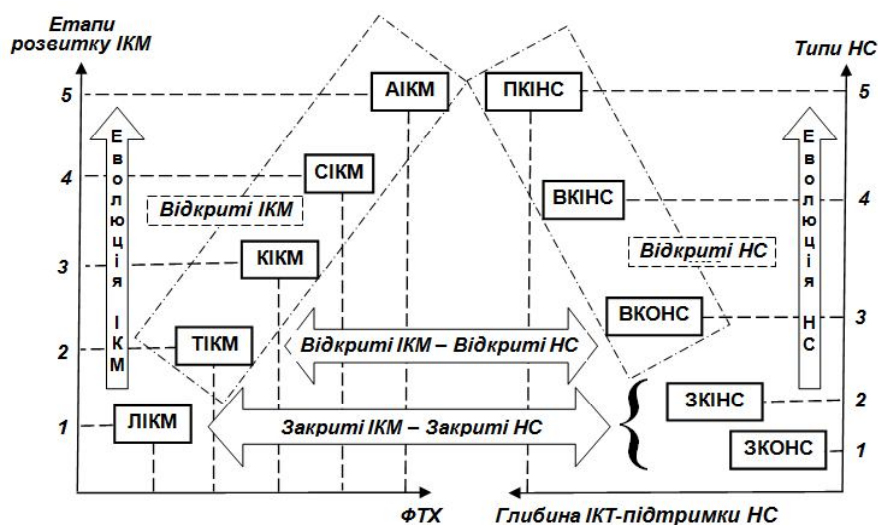 Етапи
розвитку ІКМ
Типи НС
5
АІКМ
ПКІНС
5
Еволюція ІКМ
Еволюція НС
4
СІКМ
ВКІНС
4
Відкриті ІКМ
Відкриті НС
3
КІКМ
ВКОНС
3
2
ТІКМ
Відкриті ІКМ – Відкриті НС
ЗКІНС
2
1
ЛІКМ
Закриті ІКМ – Закриті НС
ЗКОНС
1
ФТХ
Глибина ІКТ-підтримки НС